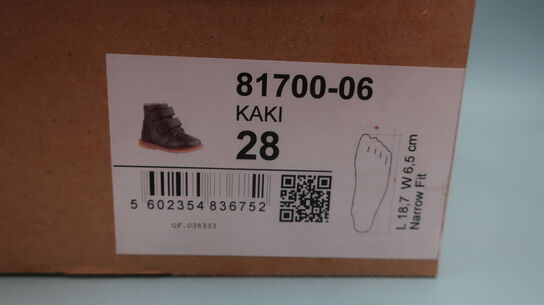 81700-06
KAKI
28
5 602354 836752
OF.038333
L 18,7 W 6,5 cm
Narrow Fit